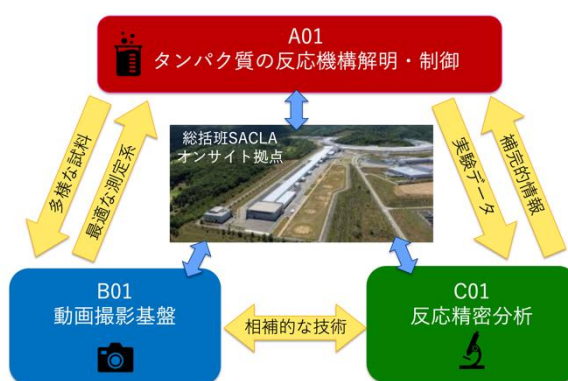 A01
タンパク質の反応機構解明・制御
総括班SACLA
オンサイト拠点
多様な試料
最適な測定系
実験データ
補完的情報
B01
動画撮影基盤
相補的な技術
C01
反応精密分析